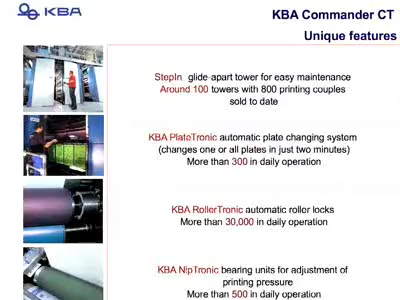 KBA
KBA Commander CT
Unique features
StepIn glide-apart tower for easy maintenance
Around 100 towers with 800 printing couples
sold to date
KBA PlateTronic automatic plate changing system
(changes one or all plates in just two minutes)
More than 300 in daily operation
KBA RollerTronic automatic roller locks
More than 30,000 in daily operation
KBA NipTronic bearing units for adjustment of
printing pressure
More than 500 in daily operation